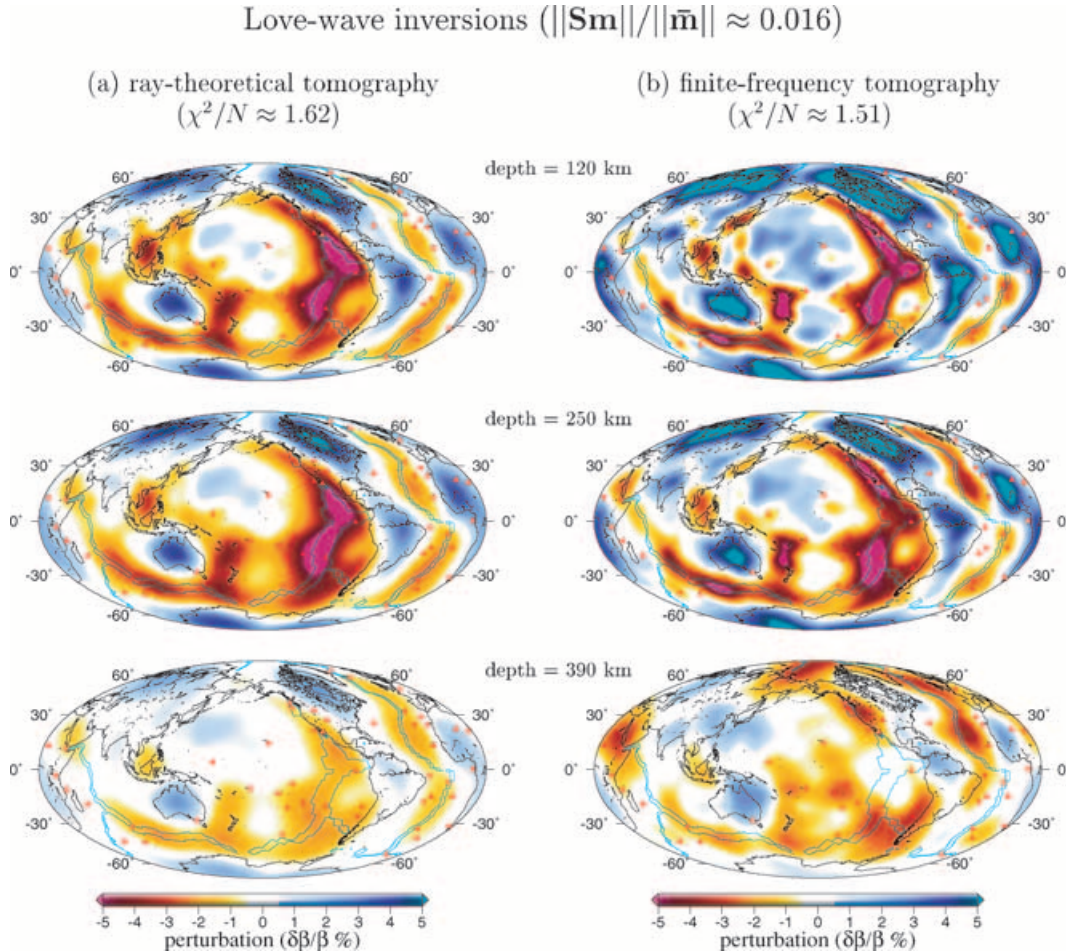 Love-wave inversions (||Sm||/||m̄|| ≈ 0.016)
(a) ray-theoretical tomography
(χ²/N ≈ 1.62)
(b) finite-frequency tomography
(χ²/N ≈ 1.51)
depth = 120 km
60˚ 60˚ 60˚ 60˚
30˚ 30˚ 30˚ 30˚
0˚ 0˚ 0˚ 0˚
-30˚ -30˚ -30˚ -30˚
-60˚ -60˚ -60˚ -60˚
depth = 250 km
60˚ 60˚ 60˚ 60˚
30˚ 30˚ 30˚ 30˚
0˚ 0˚ 0˚ 0˚
-30˚ -30˚ -30˚ -30˚
-60˚ -60˚ -60˚ -60˚
depth = 390 km
60˚ 60˚ 60˚ 60˚
30˚ 30˚ 30˚ 30˚
0˚ 0˚ 0˚ 0˚
-30˚ -30˚ -30˚ -30˚
-60˚ -60˚ -60˚ -60˚
-5 -4 -3 -2 -1 0 1 2 3 4 5
perturbation (δβ/β %)
-5 -4 -3 -2 -1 0 1 2 3 4 5
perturbation (δβ/β %)